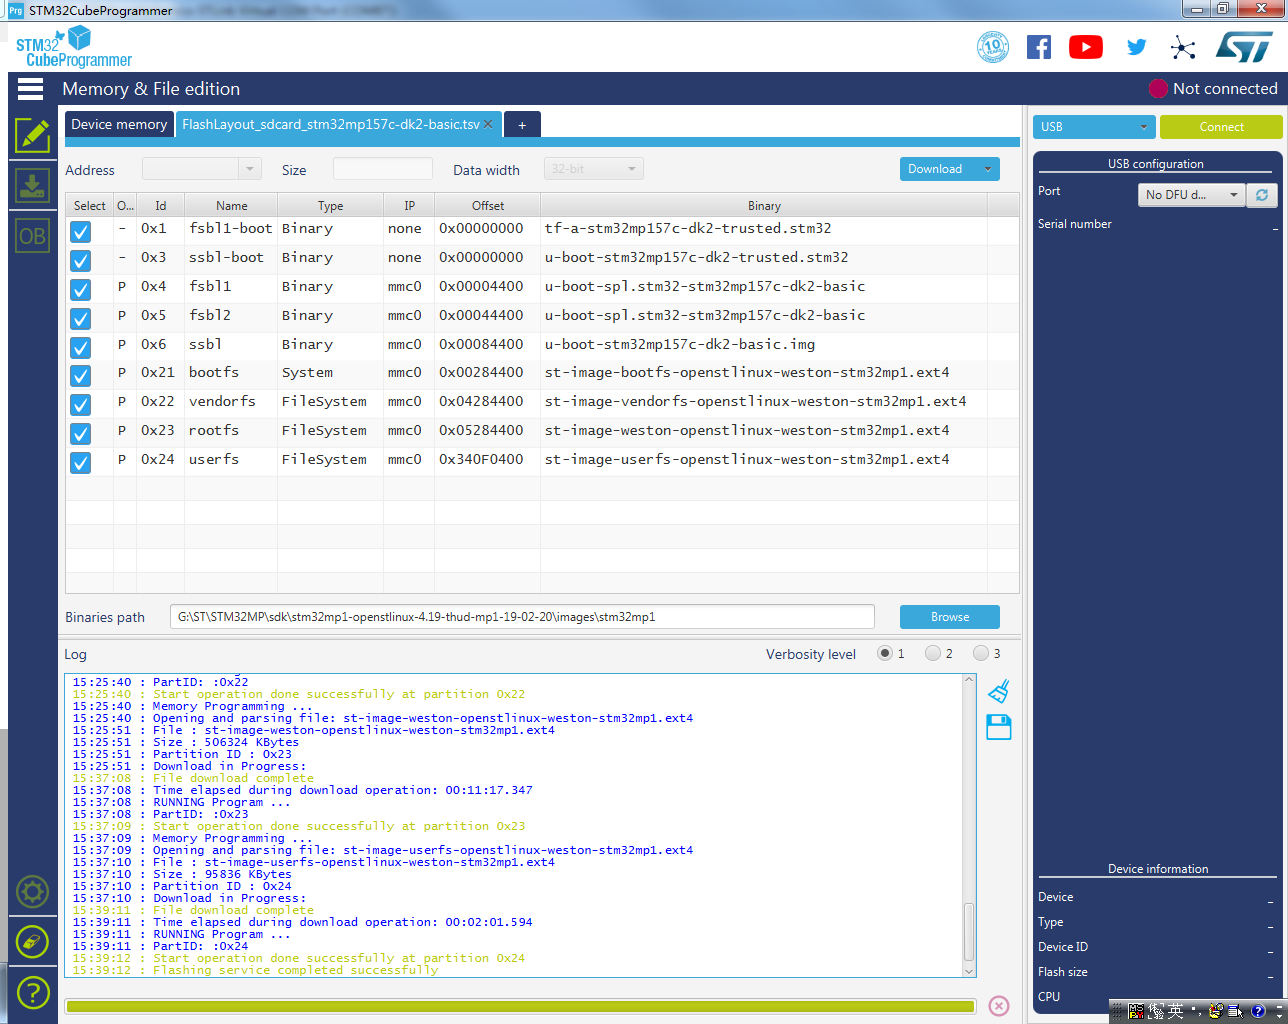 Prg STM32CubeProgrammer
STM32
CubeProgrammer
10 YEARS
ST
Memory & File edition
Not connected
Device memory
FlashLayout_sdcard_stm32mp157c-dk2-basic.tsv
+
USB
Connect
Address
Size
Data width
32-bit
Download
USB configuration
Port
No DFU d...
Serial number
-
OB
Select O... Id Name Type IP Offset Binary
- 0x1 fsbl1-boot Binary none 0x00000000 tf-a-stm32mp157c-dk2-trusted.stm32
- 0x3 ssbl-boot Binary none 0x00000000 u-boot-stm32mp157c-dk2-trusted.stm32
P 0x4 fsbl1 Binary mmc0 0x00004400 u-boot-spl.stm32-stm32mp157c-dk2-basic
P 0x5 fsbl2 Binary mmc0 0x00044400 u-boot-spl.stm32-stm32mp157c-dk2-basic
P 0x6 ssbl Binary mmc0 0x00084400 u-boot-stm32mp157c-dk2-basic.img
P 0x21 bootfs System mmc0 0x00284400 st-image-bootfs-openstlinux-weston-stm32mp1.ext4
P 0x22 vendorfs FileSystem mmc0 0x04284400 st-image-vendorfs-openstlinux-weston-stm32mp1.ext4
P 0x23 rootfs FileSystem mmc0 0x05284400 st-image-weston-openstlinux-weston-stm32mp1.ext4
P 0x24 userfs FileSystem mmc0 0x340F0400 st-image-userfs-openstlinux-weston-stm32mp1.ext4
Binaries path
G:\ST\STM32MP\sdk\stm32mp1-openstlinux-4.19-thud-mp1-19-02-20\images\stm32mp1
Browse
Log
Verbosity level 1 2 3
15:25:40 : PartID: :0x22
15:25:40 : Start operation done successfully at partition 0x22
15:25:40 : Memory Programming ...
15:25:40 : Opening and parsing file: st-image-weston-openstlinux-weston-stm32mp1.ext4
15:25:51 : File : st-image-weston-openstlinux-weston-stm32mp1.ext4
15:25:51 : Size : 506324 KBytes
15:25:51 : Partition ID : 0x23
15:25:51 : Download in Progress:
15:37:08 : File download complete
15:37:08 : Time elapsed during download operation: 00:11:17.347
15:37:08 : RUNNING Program ...
15:37:08 : PartID: :0x23
15:37:09 : Start operation done successfully at partition 0x23
15:37:09 : Memory Programming ...
15:37:09 : Opening and parsing file: st-image-userfs-openstlinux-weston-stm32mp1.ext4
15:37:10 : File : st-image-userfs-openstlinux-weston-stm32mp1.ext4
15:37:10 : Size : 95836 KBytes
15:37:10 : Partition ID : 0x24
15:37:10 : Download in Progress:
15:39:11 : File download complete
15:39:11 : Time elapsed during download operation: 00:02:01.594
15:39:11 : RUNNING Program ...
15:39:11 : PartID: :0x24
15:39:12 : Start operation done successfully at partition 0x24
15:39:12 : Flashing service completed successfully
Device information
Device -
Type -
Device ID -
Flash size -
CPU
英